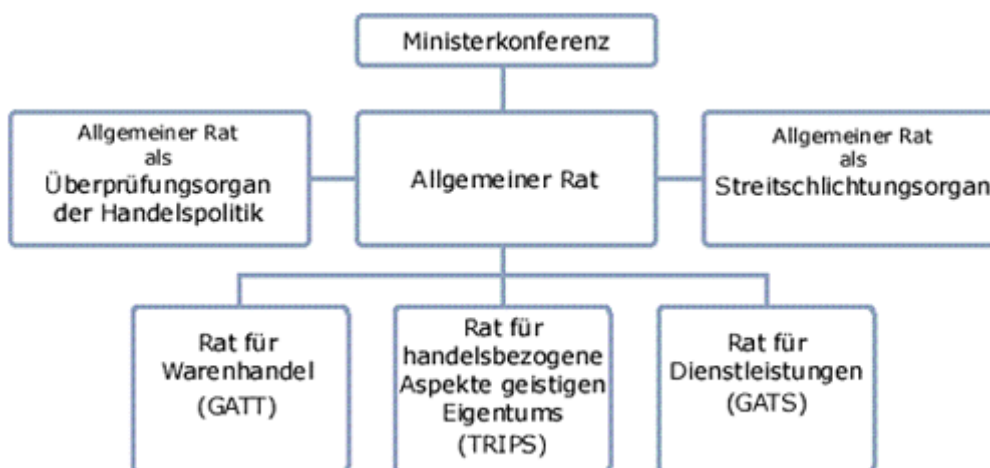 Ministerkonferenz
Allgemeiner Rat
als
Überprüfungsorgan
der Handelspolitik
Allgemeiner Rat
Allgemeiner Rat
als
Streitschlichtungsorgan
Rat für
Warenhandel
(GATT)
Rat für
handelsbezogene
Aspekte geistigen
Eigentums
(TRIPS)
Rat für
Dienstleistungen
(GATS)